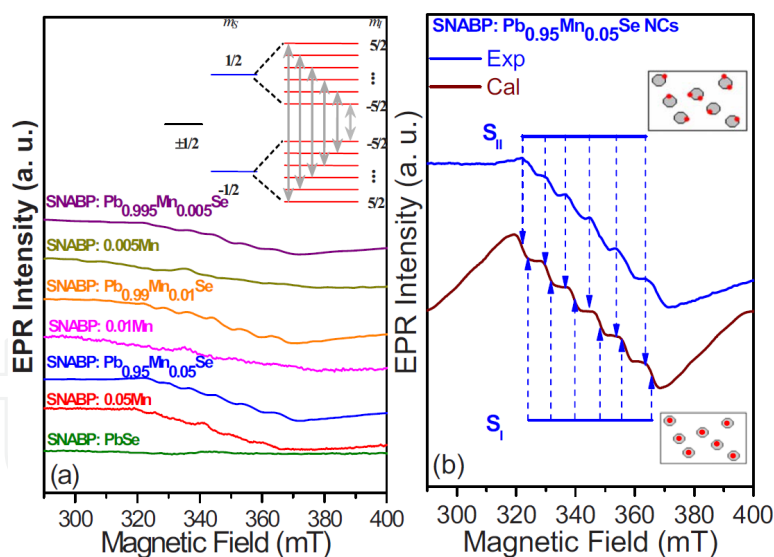 m_S
m_I
1/2
5/2
⋮
-5/2
±1/2
-5/2
-1/2
⋮
5/2
SNABP: Pb0.995Mn0.005Se
SNABP: 0.005Mn
SNABP: Pb0.99Mn0.01Se
SNABP: 0.01Mn
SNABP: Pb0.95Mn0.05Se
SNABP: 0.05Mn
SNABP: PbSe
(a)
EPR Intensity (a. u.)
300 320 340 360 380 400
Magnetic Field (mT)
SNABP: Pb0.95Mn0.05Se NCs
Exp
Cal
SII
SI
(b)
EPR Intensity (a. u.)
300 320 340 360 380 400
Magnetic Field (mT)